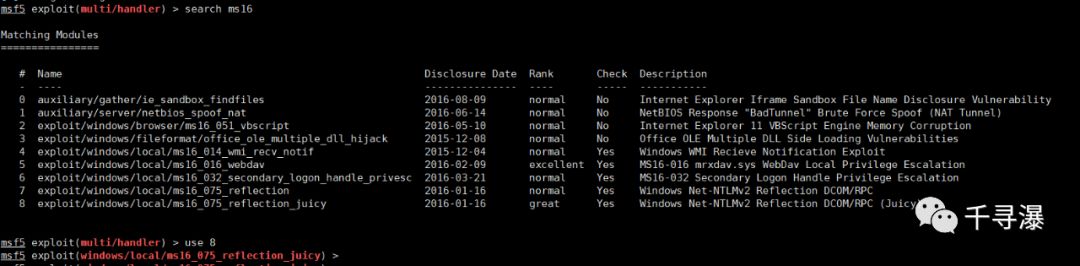 msf5 exploit(multi/handler) > search ms16
Matching Modules
================
# Name Disclosure Date Rank Check Description
- ---- --------------- ---- ----- -----------
0 auxiliary/gather/ie_sandbox_findfiles 2016-08-09 normal No Internet Explorer Iframe Sandbox File Name Disclosure Vulnerability
1 auxiliary/server/netbios_spoof_nat 2016-06-14 normal No NetBIOS Response "BadTunnel" Brute Force Spoof (NAT Tunnel)
2 exploit/windows/browser/ms16_051_vbscript 2016-05-10 normal No Internet Explorer 11 VBScript Engine Memory Corruption
3 exploit/windows/fileformat/office_ole_multiple_dll_hijack 2015-12-08 normal No Office OLE Multiple DLL Side Loading Vulnerabilities
4 exploit/windows/local/ms16_014_wmi_recv_notif 2015-12-04 normal Yes Windows WMI Recieve Notification Exploit
5 exploit/windows/local/ms16_016_webdav 2016-02-09 excellent Yes MS16-016 mrxdav.sys WebDav Local Privilege Escalation
6 exploit/windows/local/ms16_032_secondary_logon_handle_privesc 2016-03-21 normal Yes MS16-032 Secondary Logon Handle Privilege Escalation
7 exploit/windows/local/ms16_075_reflection 2016-01-16 normal Yes Windows Net-NTLMv2 Reflection DCOM/RPC
8 exploit/windows/local/ms16_075_reflection_juicy 2016-01-16 great Yes Windows Net-NTLMv2 Reflection DCOM/RPC (Juicy)
千寻瀑
msf5 exploit(multi/handler) > use 8
msf5 exploit(windows/local/ms16_075_reflection_juicy) >